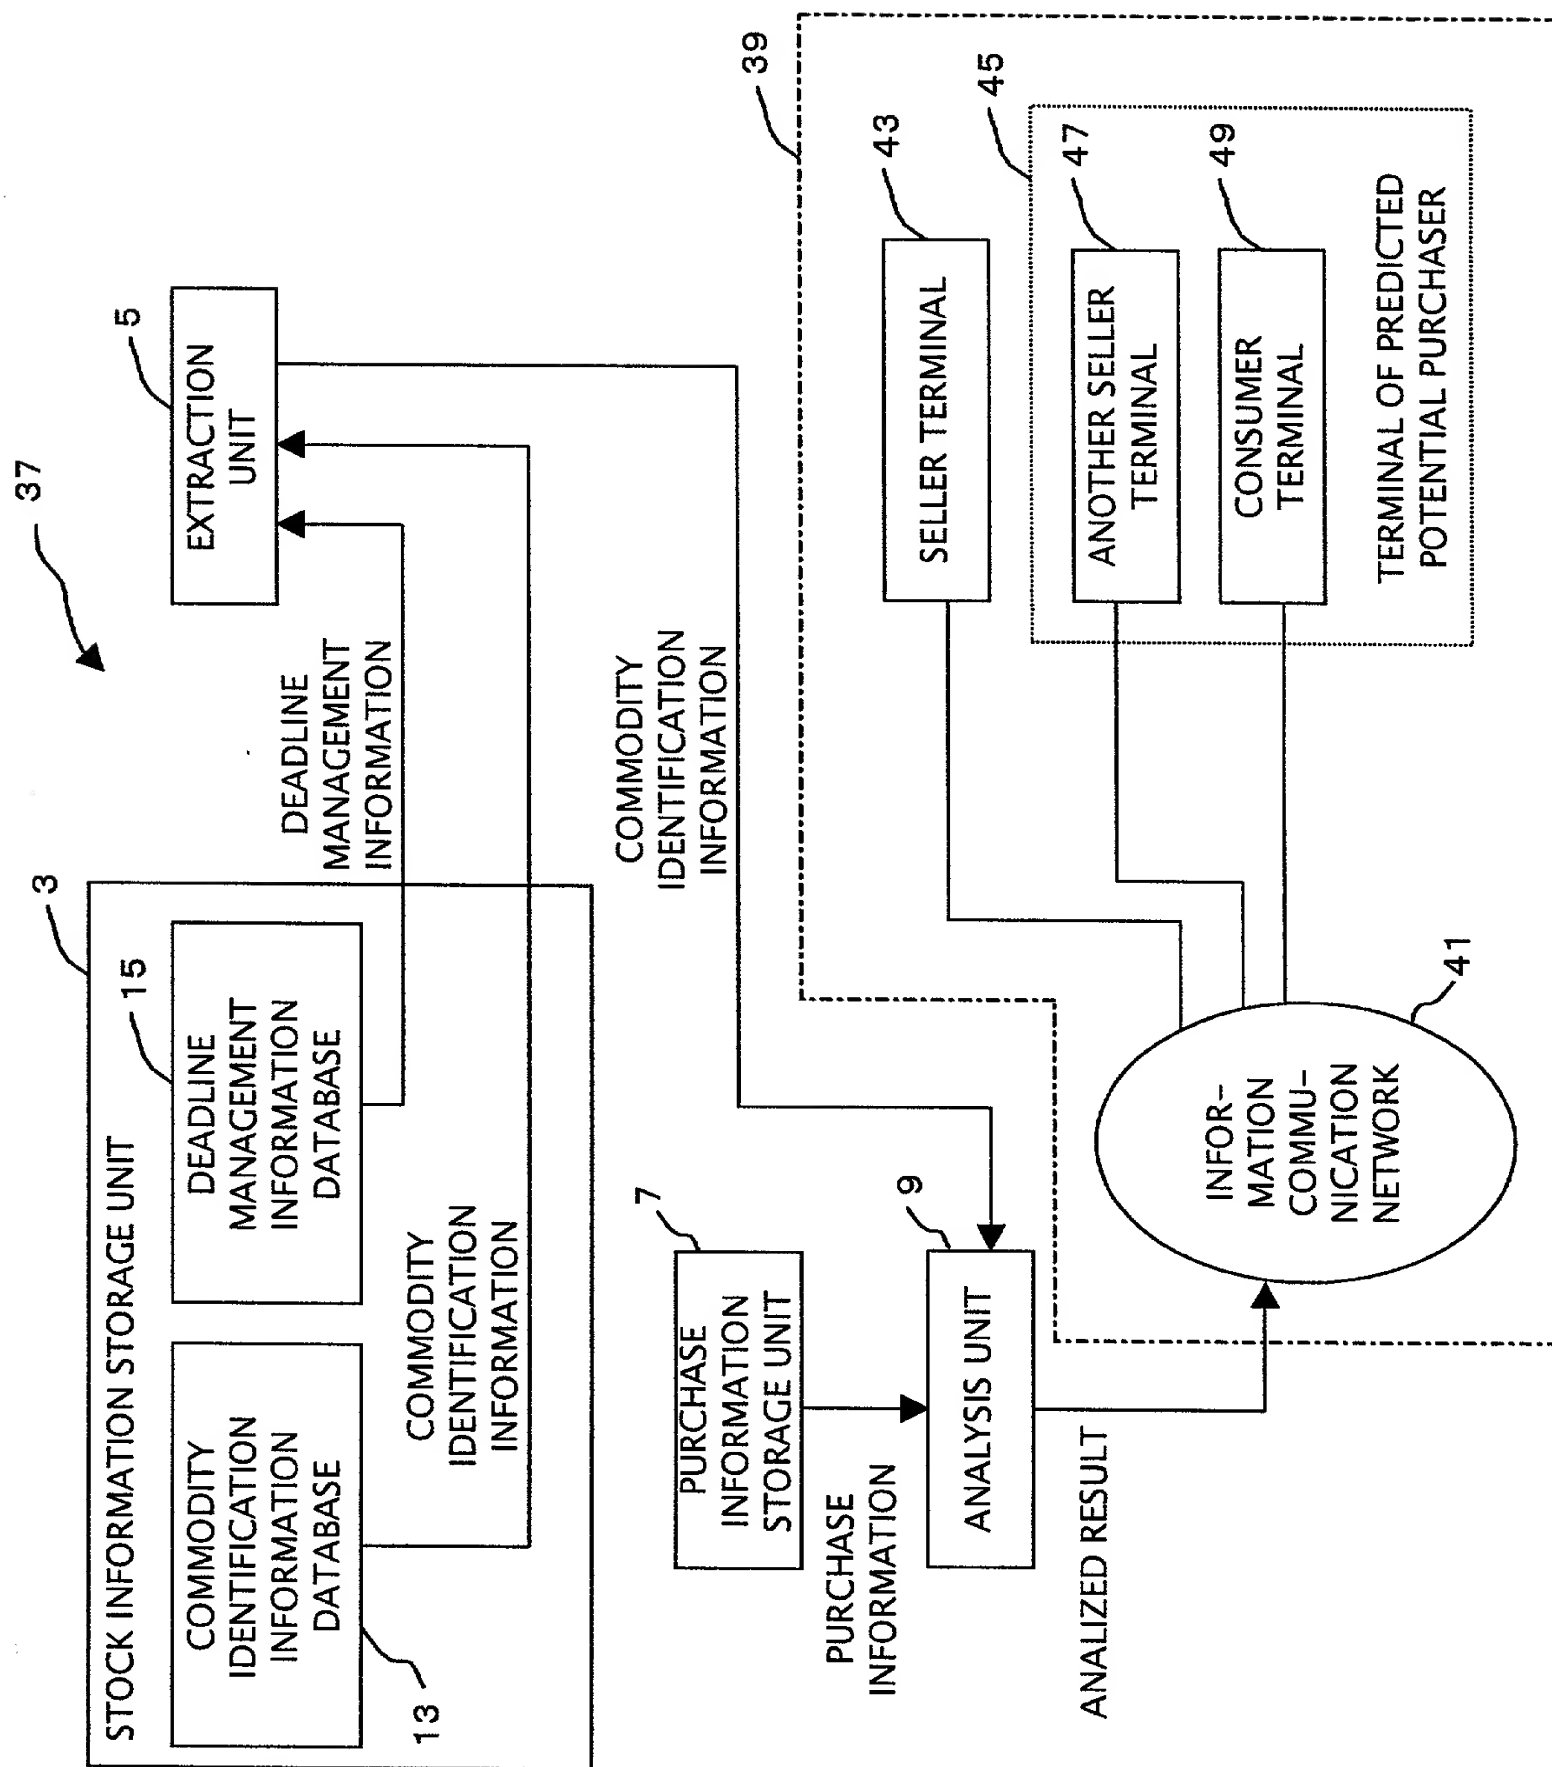 37
STOCK INFORMATION STORAGE UNIT
3
COMMODITY
IDENTIFICATION
INFORMATION
DATABASE
13
DEADLINE
MANAGEMENT
INFORMATION
DATABASE
15
DEADLINE
MANAGEMENT
INFORMATION
EXTRACTION
UNIT
5
COMMODITY
IDENTIFICATION
INFORMATION
COMMODITY
IDENTIFICATION
INFORMATION
PURCHASE
INFORMATION
STORAGE UNIT
7
PURCHASE
INFORMATION
ANALYSIS UNIT
9
ANALIZED RESULT
39
SELLER TERMINAL
43
45
ANOTHER SELLER
TERMINAL
47
CONSUMER
TERMINAL
49
TERMINAL OF PREDICTED
POTENTIAL PURCHASER
INFOR-
MATION
COMMU-
NICATION
NETWORK
41